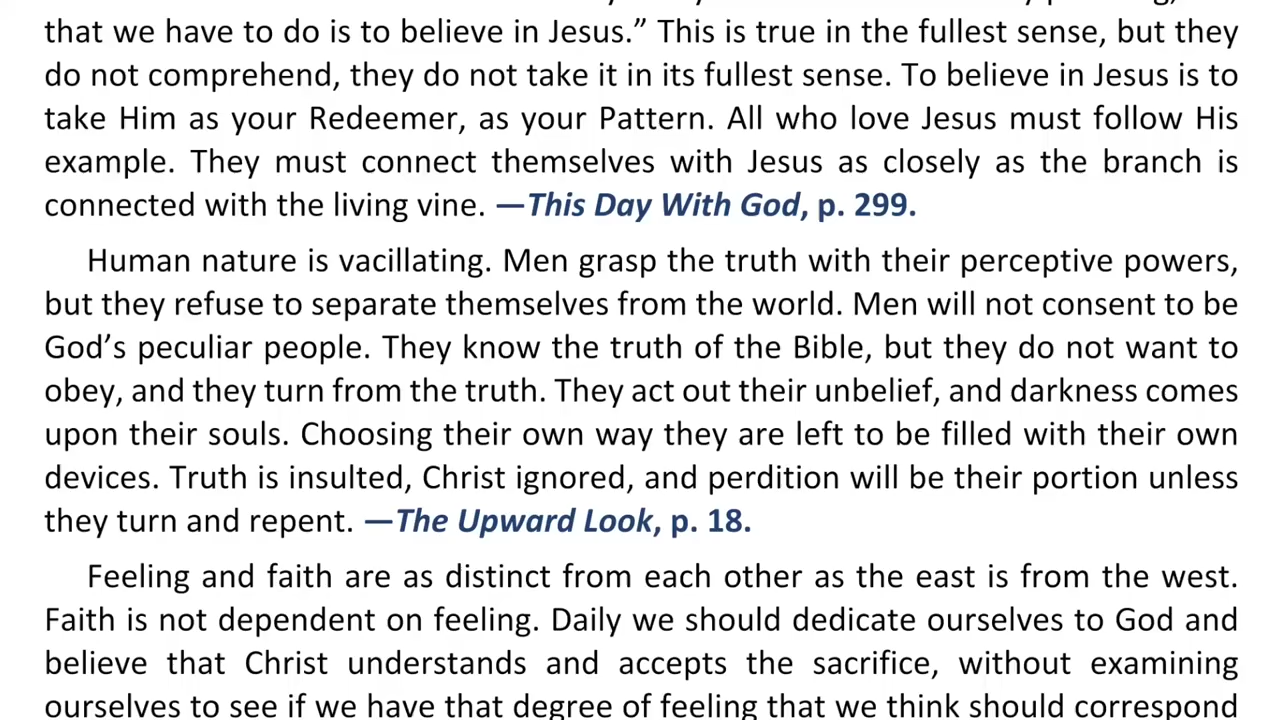 that we have to do is to believe in Jesus.” This is true in the fullest sense, but they
do not comprehend, they do not take it in its fullest sense. To believe in Jesus is to
take Him as your Redeemer, as your Pattern. All who love Jesus must follow His
example. They must connect themselves with Jesus as closely as the branch is
connected with the living vine. —This Day With God, p. 299.
Human nature is vacillating. Men grasp the truth with their perceptive powers,
but they refuse to separate themselves from the world. Men will not consent to be
God’s peculiar people. They know the truth of the Bible, but they do not want to
obey, and they turn from the truth. They act out their unbelief, and darkness comes
upon their souls. Choosing their own way they are left to be filled with their own
devices. Truth is insulted, Christ ignored, and perdition will be their portion unless
they turn and repent. —The Upward Look, p. 18.
Feeling and faith are as distinct from each other as the east is from the west.
Faith is not dependent on feeling. Daily we should dedicate ourselves to God and
believe that Christ understands and accepts the sacrifice, without examining
ourselves to see if we have that degree of feeling that we think should correspond